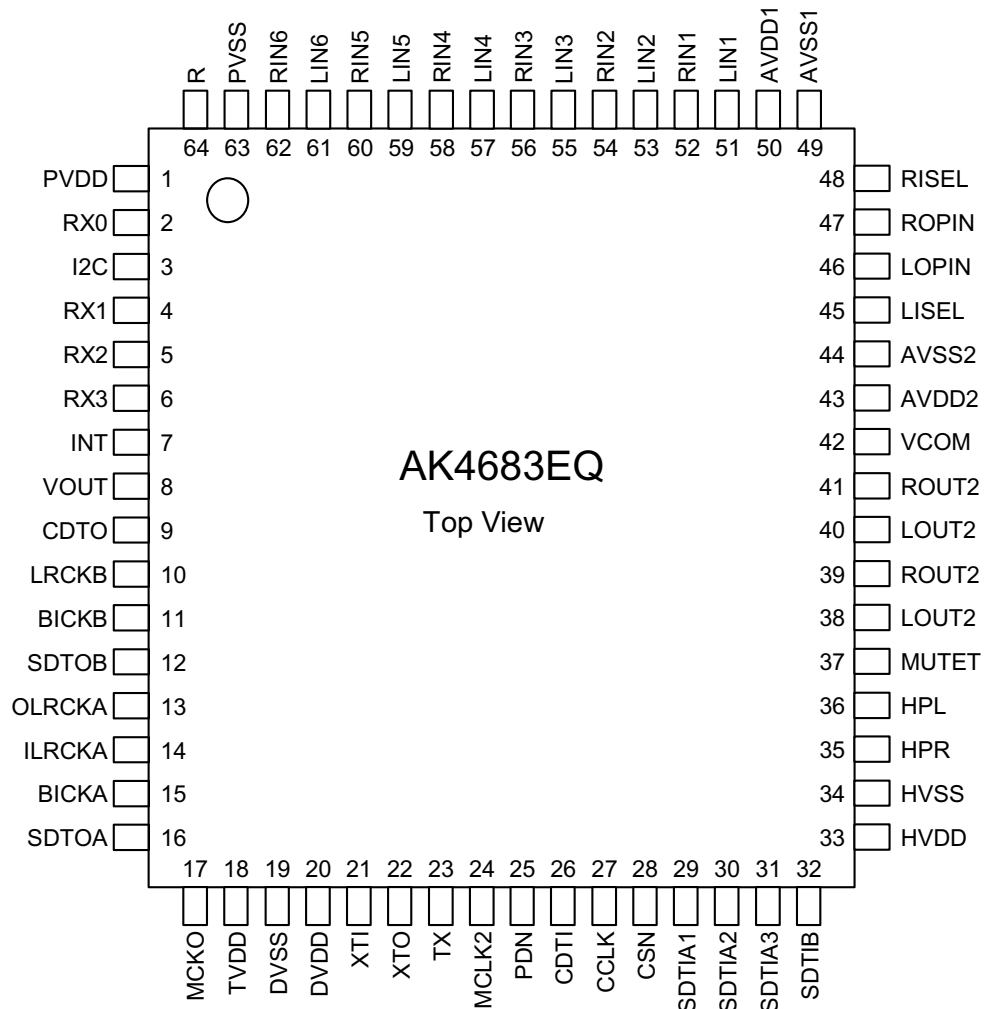 R PVSS RIN6 LIN6 RIN5 LIN5 RIN4 LIN4 RIN3 LIN3 RIN2 LIN2 RIN1 LIN1 AVDD1 AVSS1
64 63 62 61 60 59 58 57 56 55 54 53 52 51 50 49
PVDD 1 48 RISEL
RX0 2 47 ROPIN
I2C 3 46 LOPIN
RX1 4 45 LISEL
RX2 5 44 AVSS2
RX3 6 43 AVDD2
INT 7 42 VCOM
AK4683EQ
VOUT 8 41 ROUT2
Top View
CDTO 9 40 LOUT2
LRCKB 10 39 ROUT2
BICKB 11 38 LOUT2
SDTOB 12 37 MUTET
OLRCKA 13 36 HPL
ILRCKA 14 35 HPR
BICKA 15 34 HVSS
SDTOA 16 33 HVDD
17 18 19 20 21 22 23 24 25 26 27 28 29 30 31 32
MCKO TVDD DVSS DVDD XTI XTO TX MCLK2 PDN CDTI CCLK CSN SDTIA1 SDTIA2 SDTIA3 SDTIB